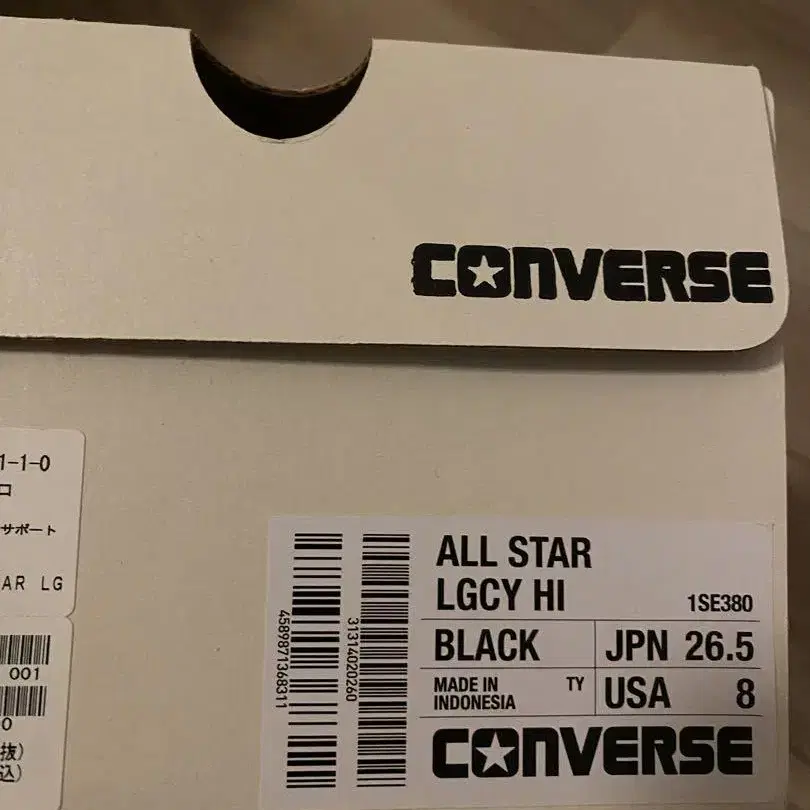 CONVERSE
1-1-0
ロ
サポート
AR LG
001
0
抜)
込)
4589871368311
31314020260
ALL STAR
LGCY HI
1SE380
BLACK
JPN 26.5
MADE IN
INDONESIA
TY
USA 8
CONVERSE